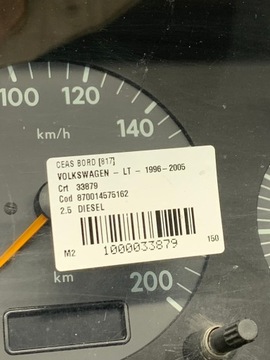 100
120
140
km/h
CEAS BORD [817]
VOLKSWAGEN - LT - 1996-2005
Crt 33879
Cod 870014575162
2.5 DIESEL
M2
1000033879
150
200